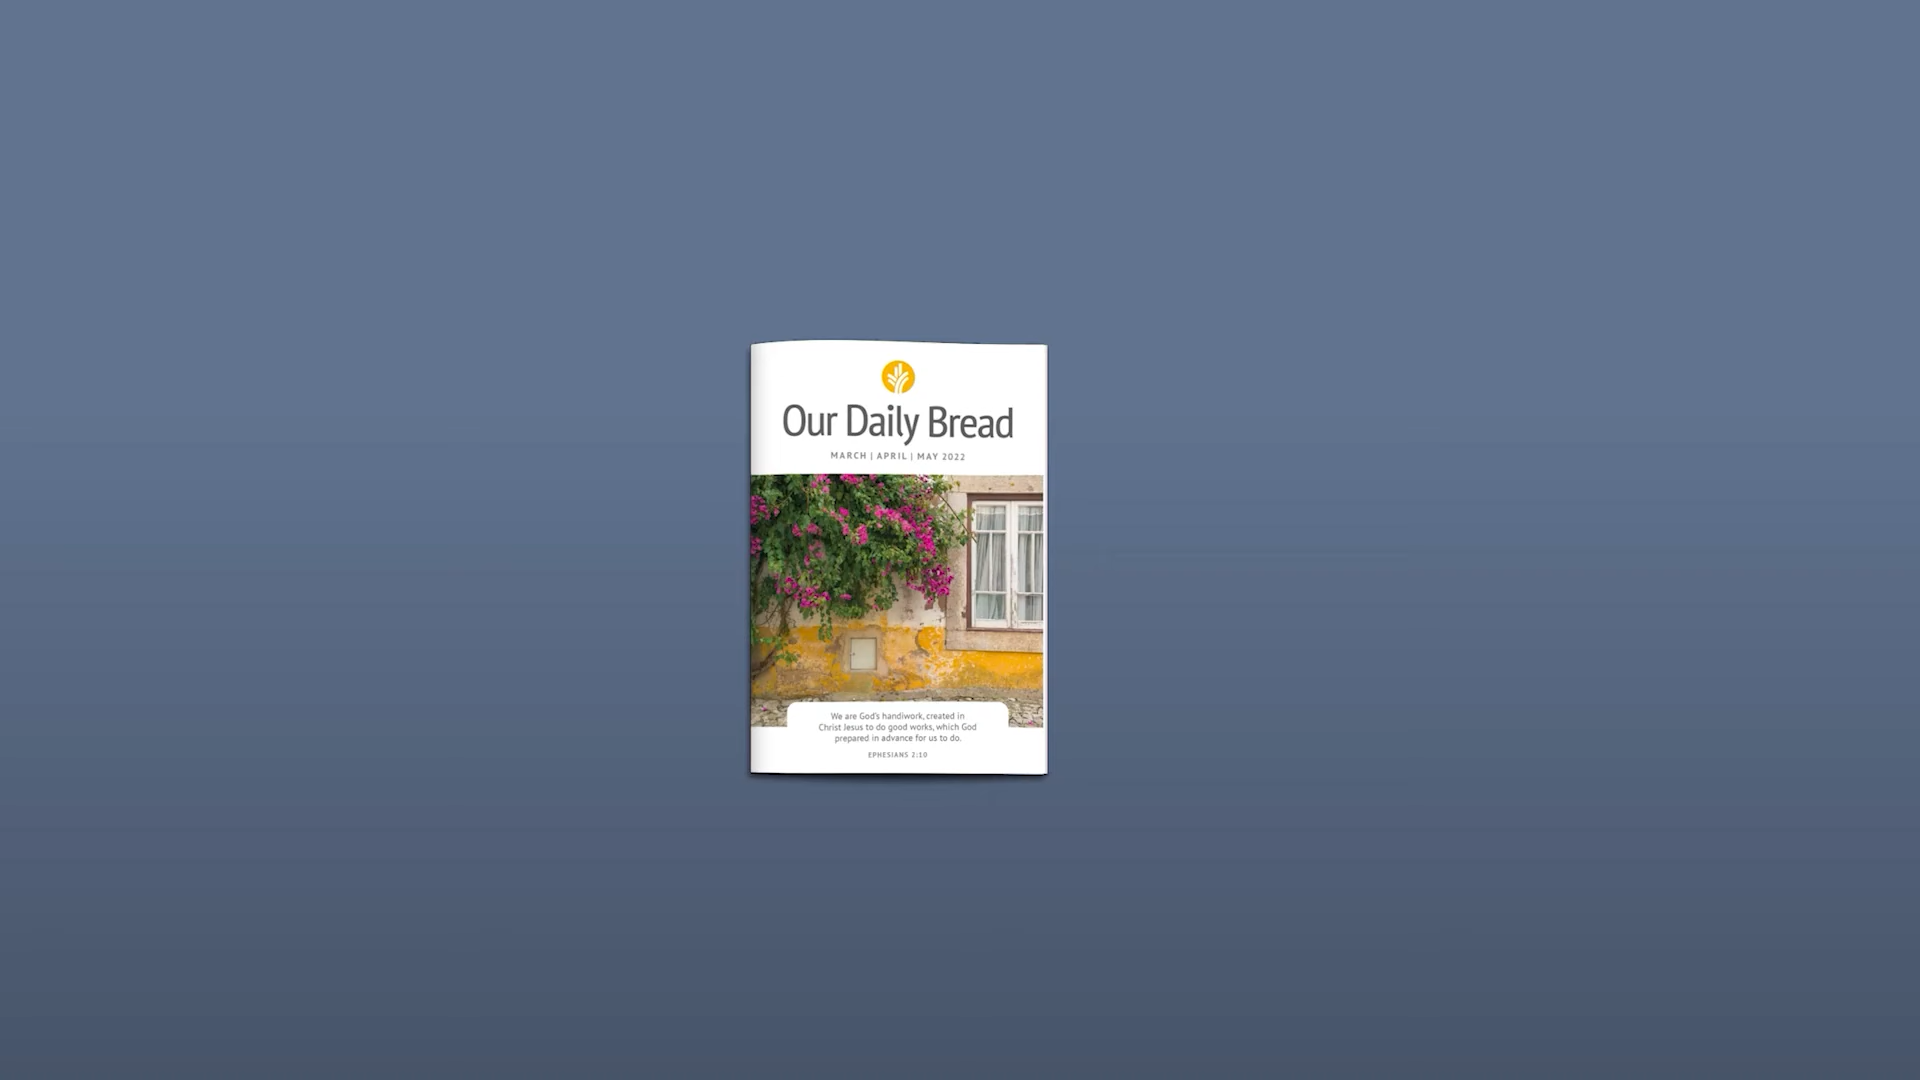 Our Daily Bread
MARCH | APRIL | MAY 2022
We are God's handiwork, created in
Christ Jesus to do good works, which God
prepared in advance for us to do.
EPHESIANS 2:10